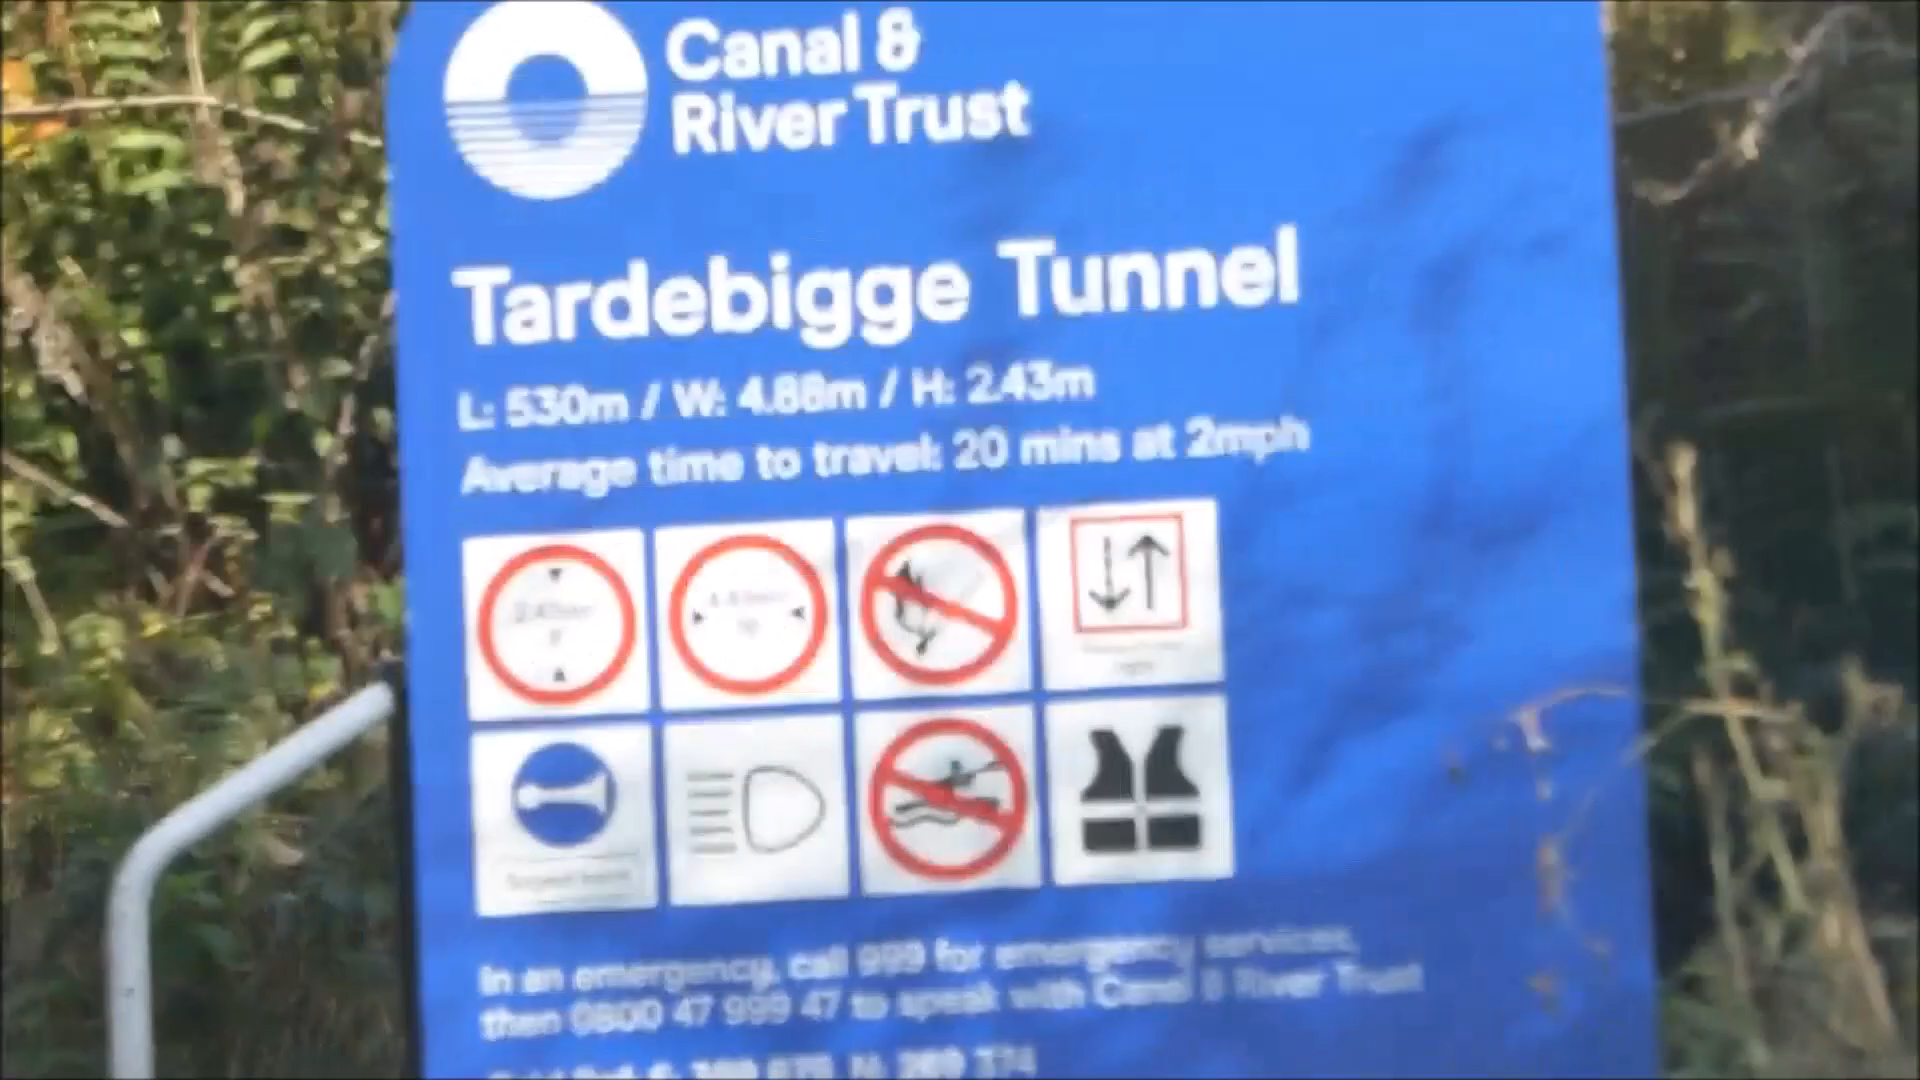 Canal &
River Trust
Tardebigge Tunnel
L: 530m / W: 4.88m / H: 2.43m
Average time to travel: 20 mins at 2mph
In an emergency, call 999 for emergency services,
then 0800 47 999 47 to speak with Canal & River Trust